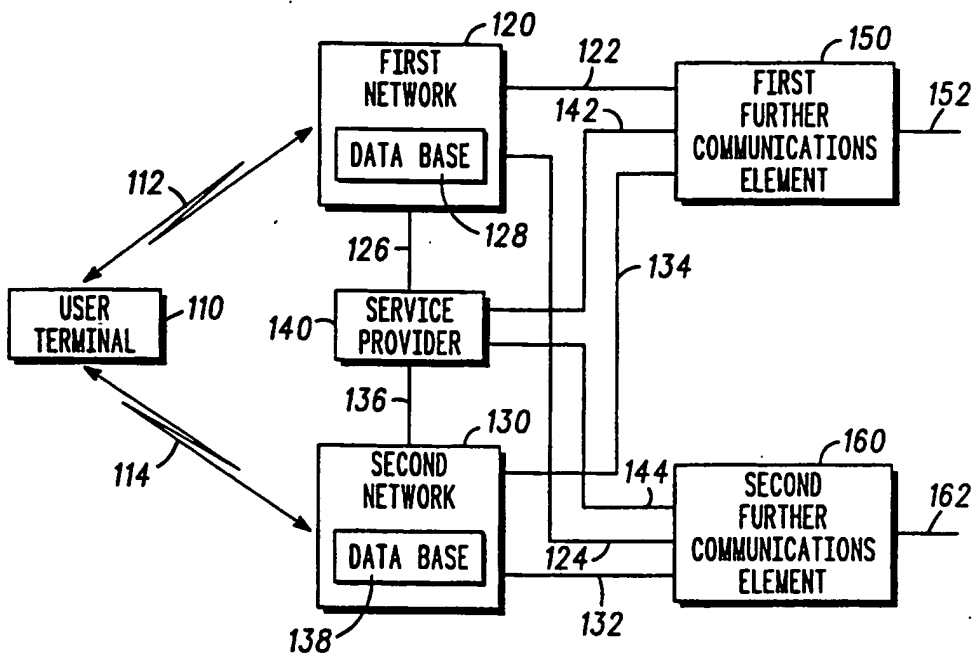 120
FIRST
NETWORK
DATA BASE
128
122
142
150
FIRST
FURTHER
COMMUNICATIONS
ELEMENT
152
112
126
134
USER
TERMINAL
110
140
SERVICE
PROVIDER
136
114
130
SECOND
NETWORK
DATA BASE
138
144
124
132
160
SECOND
FURTHER
COMMUNICATIONS
ELEMENT
162